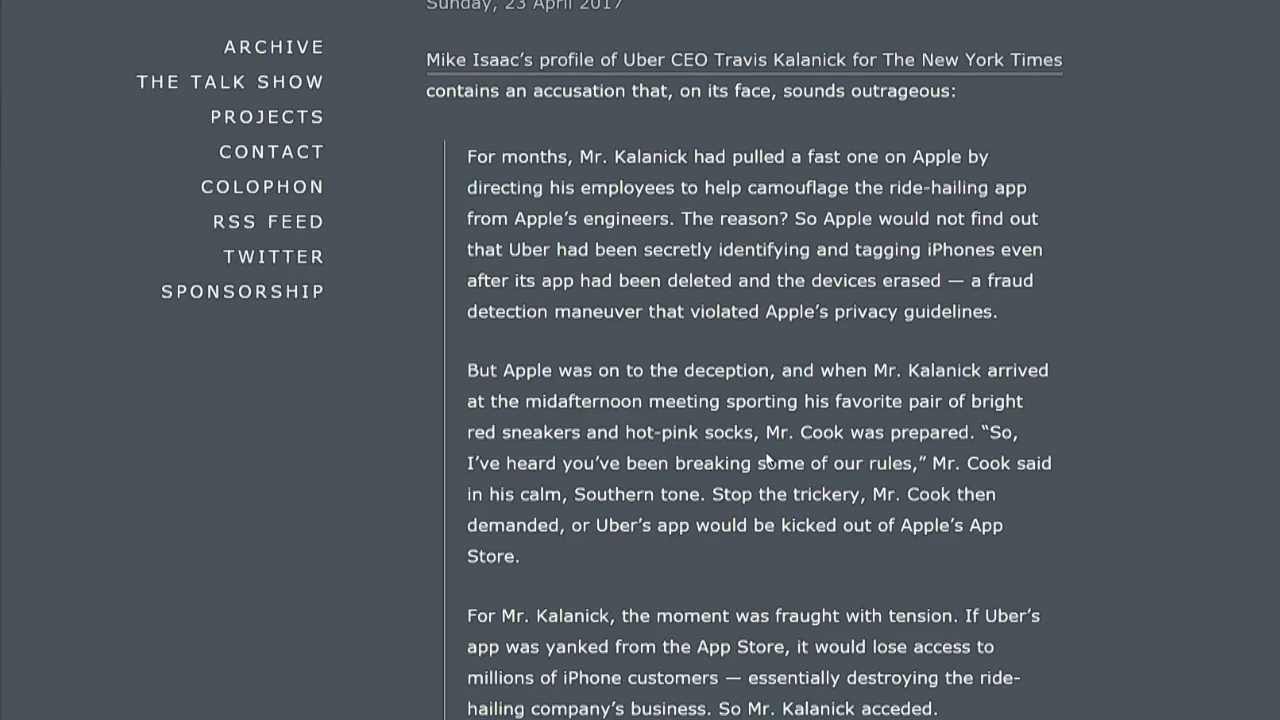 Sunday, 23 April 2017
ARCHIVE
THE TALK SHOW
PROJECTS
CONTACT
COLOPHON
RSS FEED
TWITTER
SPONSORSHIP
Mike Isaac’s profile of Uber CEO Travis Kalanick for The New York Times
contains an accusation that, on its face, sounds outrageous:
For months, Mr. Kalanick had pulled a fast one on Apple by
directing his employees to help camouflage the ride-hailing app
from Apple’s engineers. The reason? So Apple would not find out
that Uber had been secretly identifying and tagging iPhones even
after its app had been deleted and the devices erased — a fraud
detection maneuver that violated Apple’s privacy guidelines.
But Apple was on to the deception, and when Mr. Kalanick arrived
at the midafternoon meeting sporting his favorite pair of bright
red sneakers and hot-pink socks, Mr. Cook was prepared. “So,
I’ve heard you’ve been breaking some of our rules,” Mr. Cook said
in his calm, Southern tone. Stop the trickery, Mr. Cook then
demanded, or Uber’s app would be kicked out of Apple’s App
Store.
For Mr. Kalanick, the moment was fraught with tension. If Uber’s
app was yanked from the App Store, it would lose access to
millions of iPhone customers — essentially destroying the ride-
hailing company’s business. So Mr. Kalanick acceded.